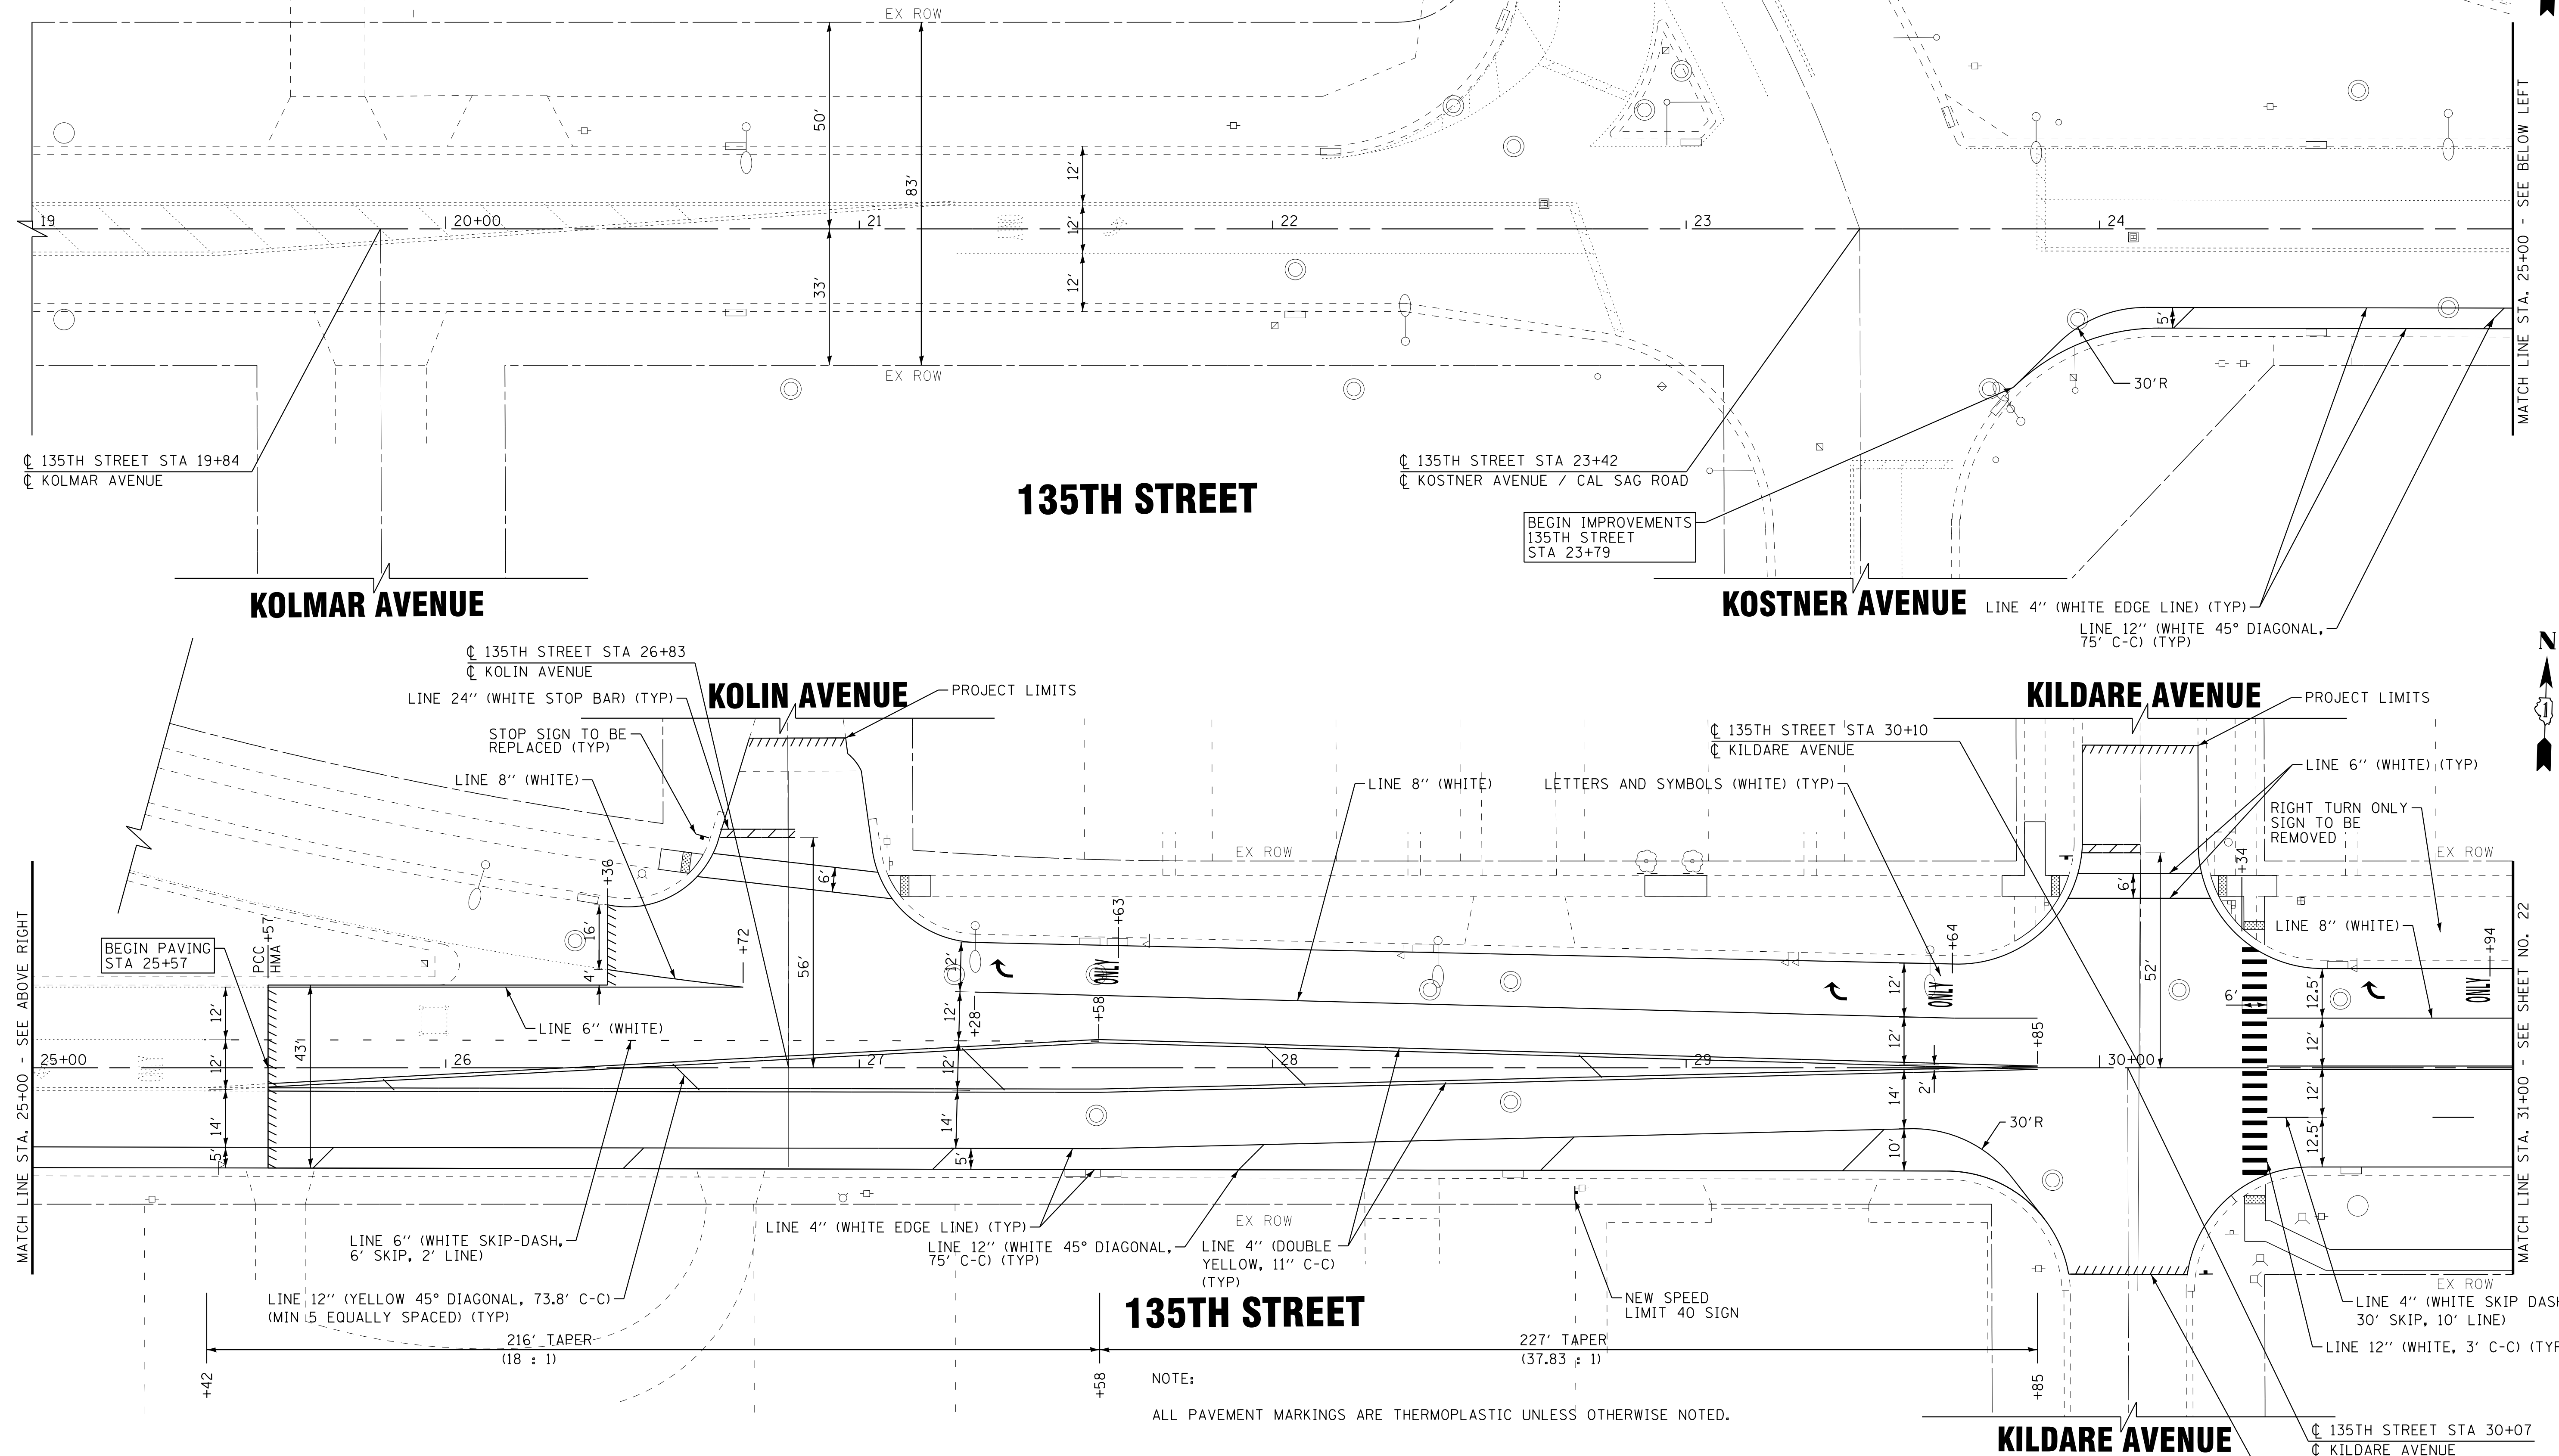 EX ROW
50'
83'
12'
12'
12'
33'
19
20+00
21
22
23
24
EX ROW
5'
30'R
MATCH LINE STA. 25+00 - SEE BELOW LEFT
℄ 135TH STREET STA 19+84
℄ KOLMAR AVENUE
135TH STREET
℄ 135TH STREET STA 23+42
℄ KOSTNER AVENUE / CAL SAG ROAD
BEGIN IMPROVEMENTS
135TH STREET
STA 23+79
KOLMAR AVENUE
KOSTNER AVENUE
LINE 4" (WHITE EDGE LINE) (TYP)
LINE 12" (WHITE 45° DIAGONAL,
75' C-C) (TYP)
N
1
℄ 135TH STREET STA 26+83
℄ KOLIN AVENUE
LINE 24" (WHITE STOP BAR) (TYP)
STOP SIGN TO BE
REPLACED (TYP)
LINE 8" (WHITE)
KOLIN AVENUE
PROJECT LIMITS
LINE 8" (WHITE)
LETTERS AND SYMBOLS (WHITE) (TYP)
℄ 135TH STREET STA 30+10
℄ KILDARE AVENUE
KILDARE AVENUE
PROJECT LIMITS
LINE 6" (WHITE) (TYP)
RIGHT TURN ONLY
SIGN TO BE
REMOVED
EX ROW
EX ROW
LINE 8" (WHITE)
MATCH LINE STA. 25+00 - SEE ABOVE RIGHT
BEGIN PAVING
STA 25+57
PCC
HMA
+57
+36
16'
4'
+72
56'
6'
12'
12'
+28
+63
ONLY
+58
+64
ONLY
12'
12'
+85
6'
52'
+34
6'
12.5'
12'
+94
ONLY
MATCH LINE STA. 31+00 - SEE SHEET NO. 22
12'
12'
43'
LINE 6" (WHITE)
25+00
26
27
28
29
30+00
12'
14'
5'
14'
5'
14'
2'
10'
30'R
12'
12.5'
LINE 6" (WHITE SKIP-DASH,
6' SKIP, 2' LINE)
LINE 4" (WHITE EDGE LINE) (TYP)
LINE 12" (WHITE 45° DIAGONAL,
75' C-C) (TYP)
EX ROW
LINE 4" (DOUBLE
YELLOW, 11" C-C)
(TYP)
LINE 12" (YELLOW 45° DIAGONAL, 73.8' C-C)
(MIN 5 EQUALLY SPACED) (TYP)
135TH STREET
NEW SPEED
LIMIT 40 SIGN
EX ROW
LINE 4" (WHITE SKIP DASH
30' SKIP, 10' LINE)
LINE 12" (WHITE, 3' C-C) (TYP
216' TAPER
(18 : 1)
227' TAPER
(37.83 : 1)
+42
+58
+85
NOTE:
ALL PAVEMENT MARKINGS ARE THERMOPLASTIC UNLESS OTHERWISE NOTED.
KILDARE AVENUE
℄ 135TH STREET STA 30+07
℄ KILDARE AVENUE